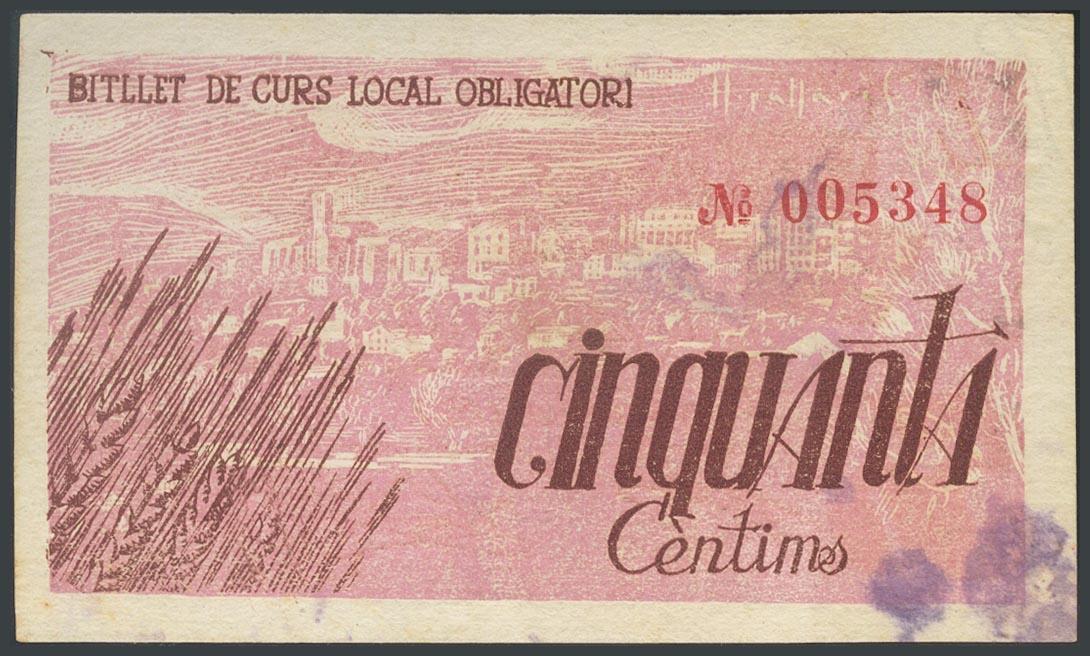 BITLLET DE CURS LOCAL OBLIGATORI
Nº 005348
cinquanta
Cèntims